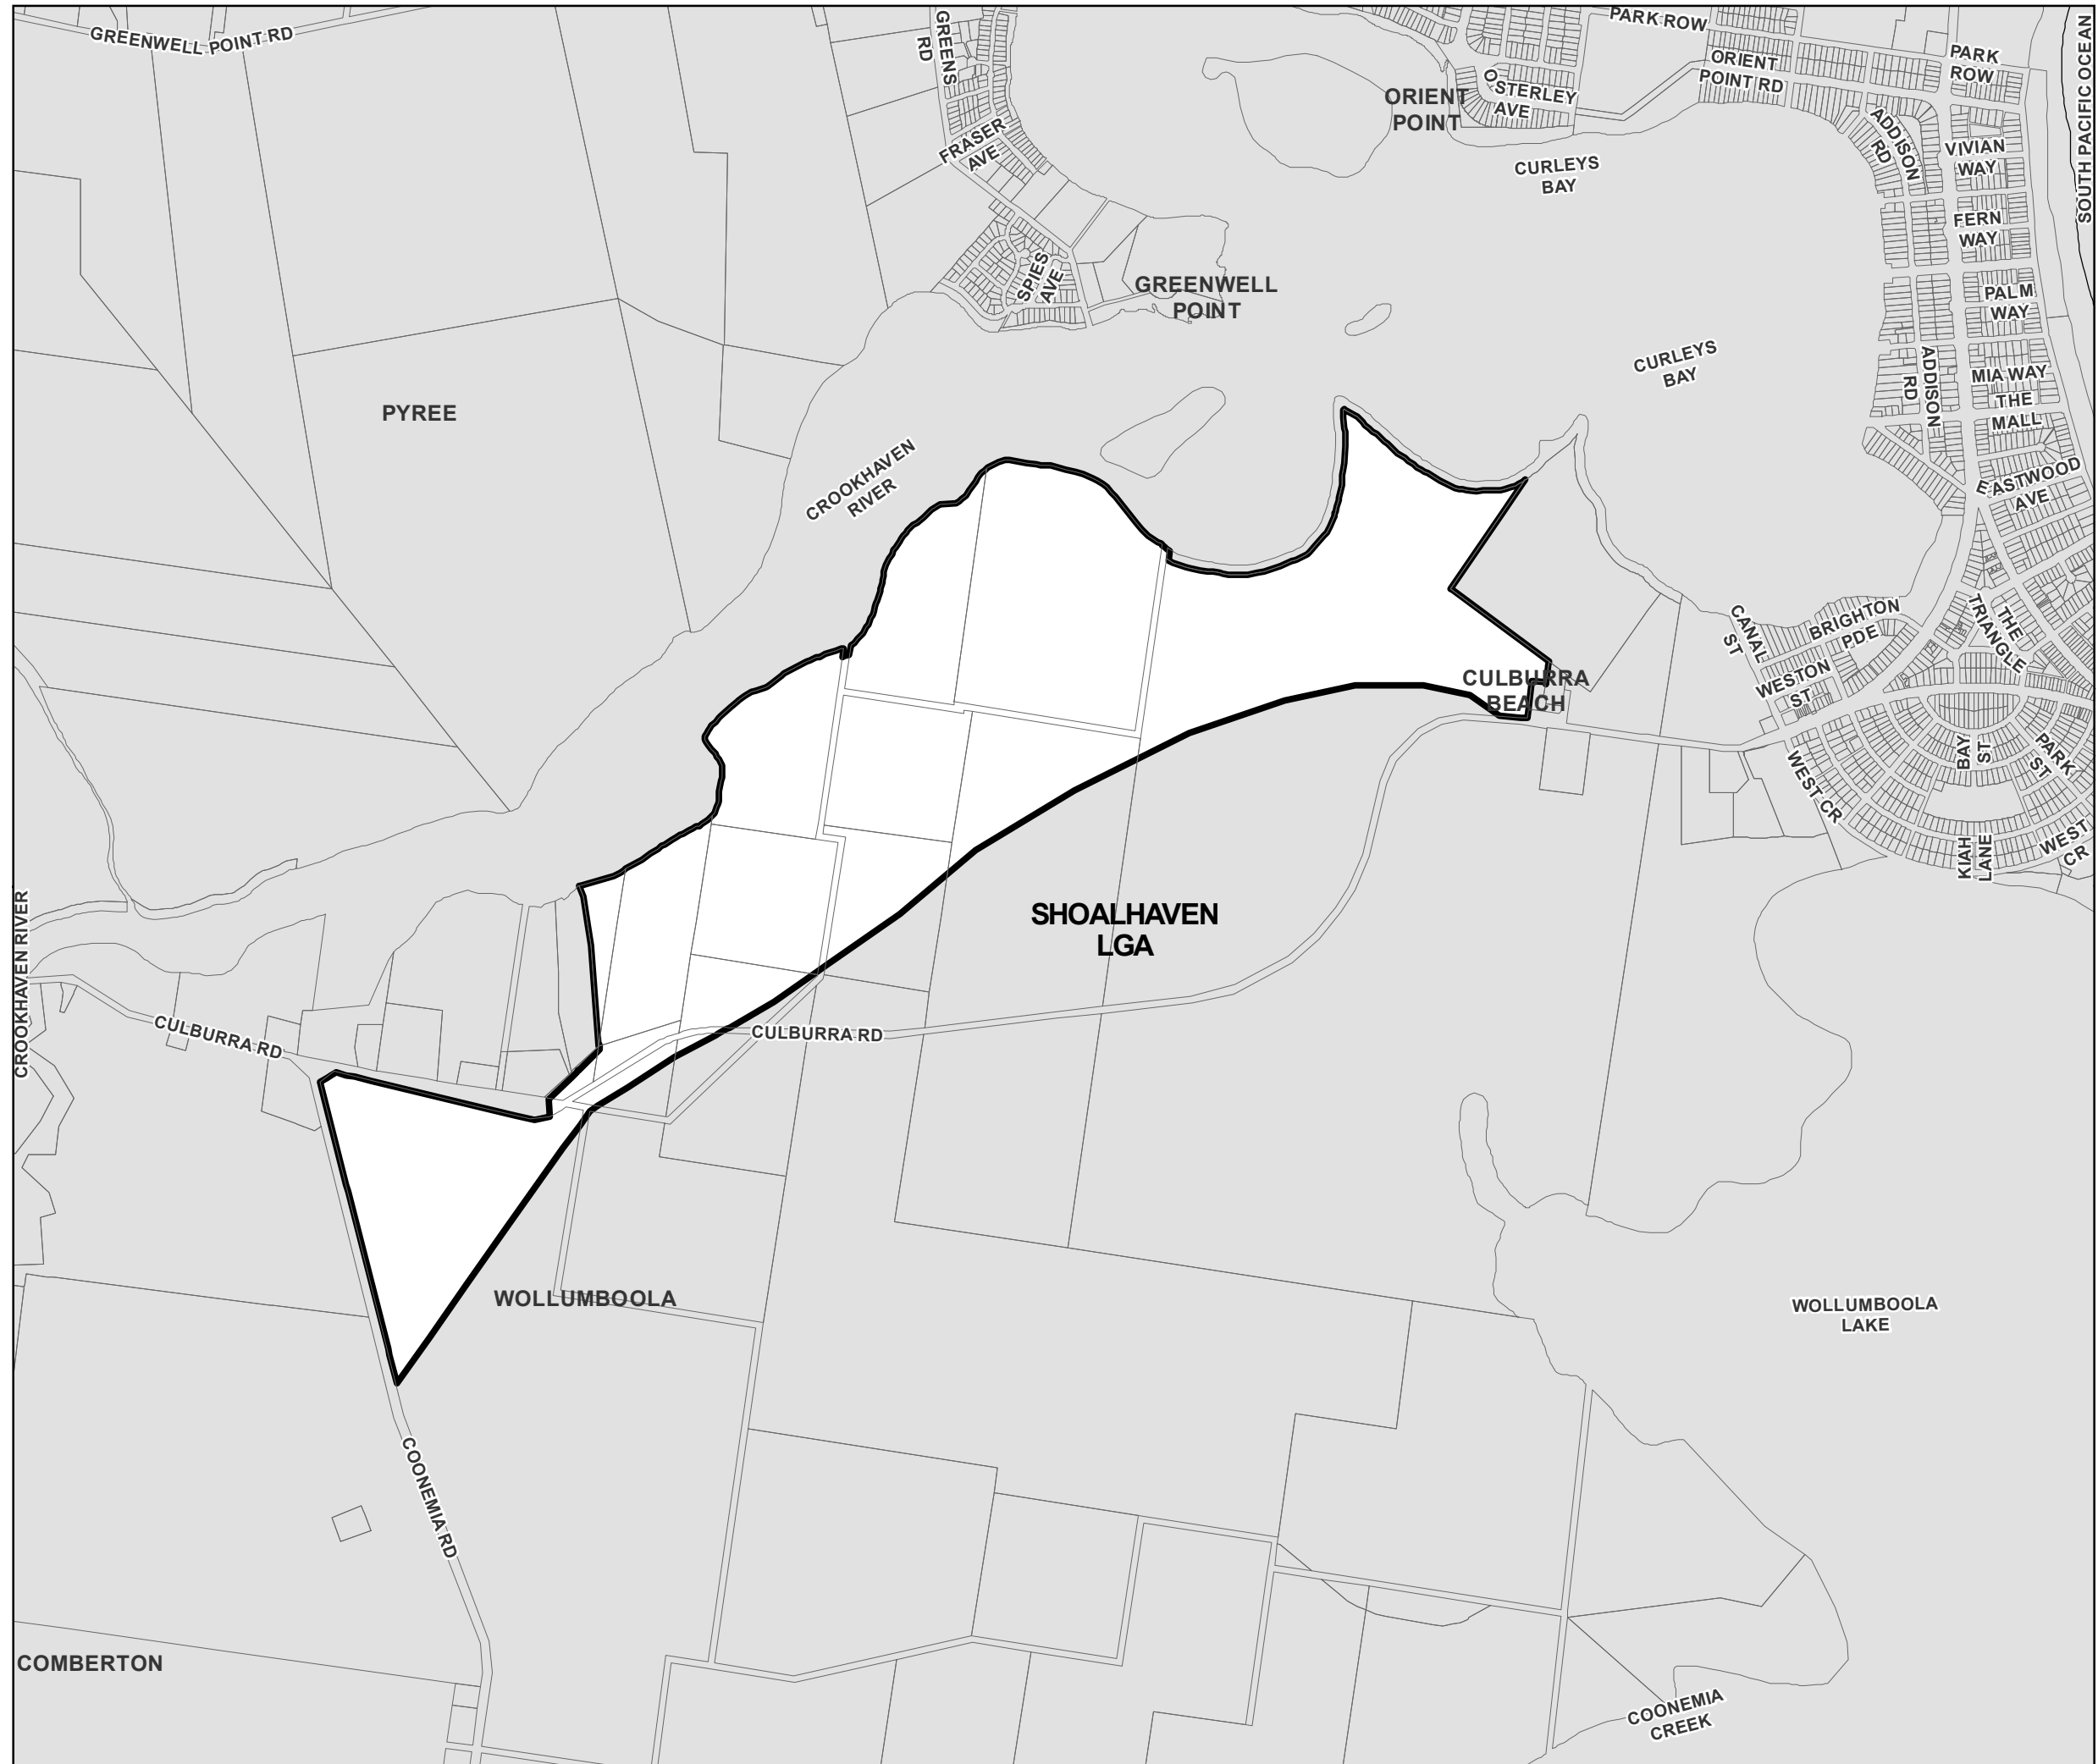 GREENWELL POINT RD
GREENS
RD
PARK ROW
ORIENT
POINT RD
PARK
ROW
SOUTH PACIFIC OCEAN
ORIENT
POINT
OSTERLEY
AVE
FRASER
AVE
ADDISON
RD
VIVIAN
WAY
CURLEYS
BAY
FERN
WAY
SPIES
AVE
GREENWELL
POINT
PALM
WAY
CURLEYS
BAY
ADDISON
RD
MIA WAY
THE
MALL
PYREE
CROOKHAVEN
RIVER
EASTWOOD
AVE
CANAL
ST
BRIGHTON
PDE
THE
TRIANGLE
WESTON
ST
CULBURRA
BEACH
BAY
ST
PARK
ST
WEST CR
KIAH
LANE
WEST
CR
SHOALHAVEN
LGA
CROOKHAVEN RIVER
CULBURRA RD
CULBURRA RD
WOLLUMBOOLA
WOLLUMBOOLA
LAKE
COONEMIA RD
COMBERTON
COONEMIA
CREEK